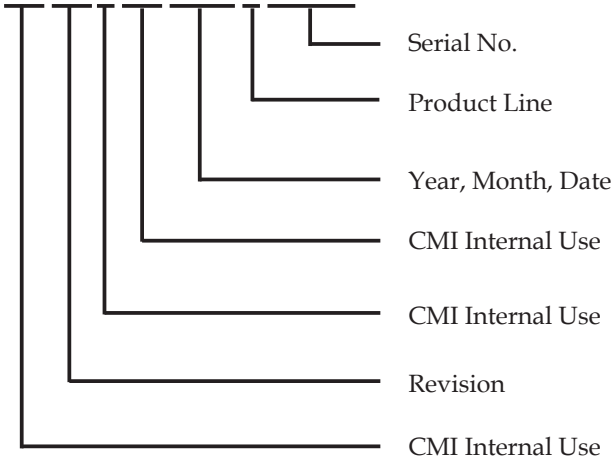 Serial No.
Product Line
Year, Month, Date
CMI Internal Use
CMI Internal Use
Revision
CMI Internal Use